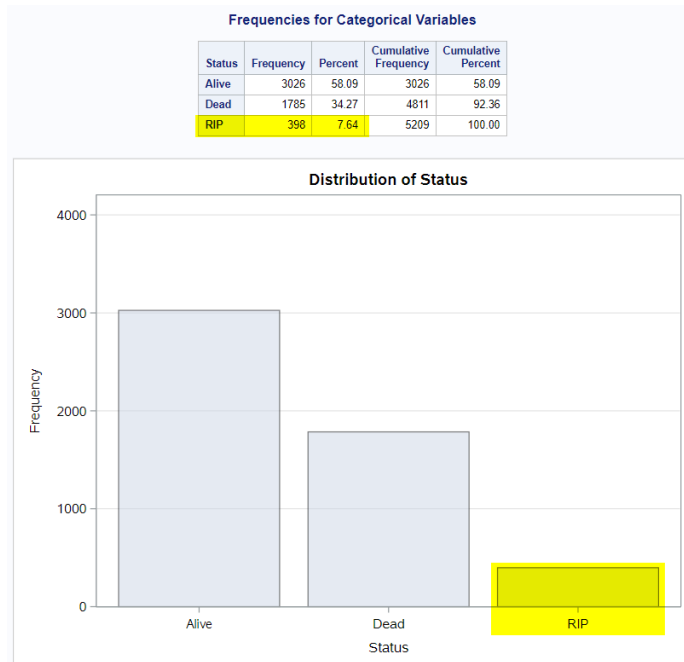 Frequencies for Categorical Variables
Status Frequency Percent Cumulative Frequency Cumulative Percent
Alive 3026 58.09 3026 58.09
Dead 1785 34.27 4811 92.36
RIP 398 7.64 5209 100.00
Distribution of Status
4000
3000
2000
1000
0
Frequency
Alive Dead RIP
Status